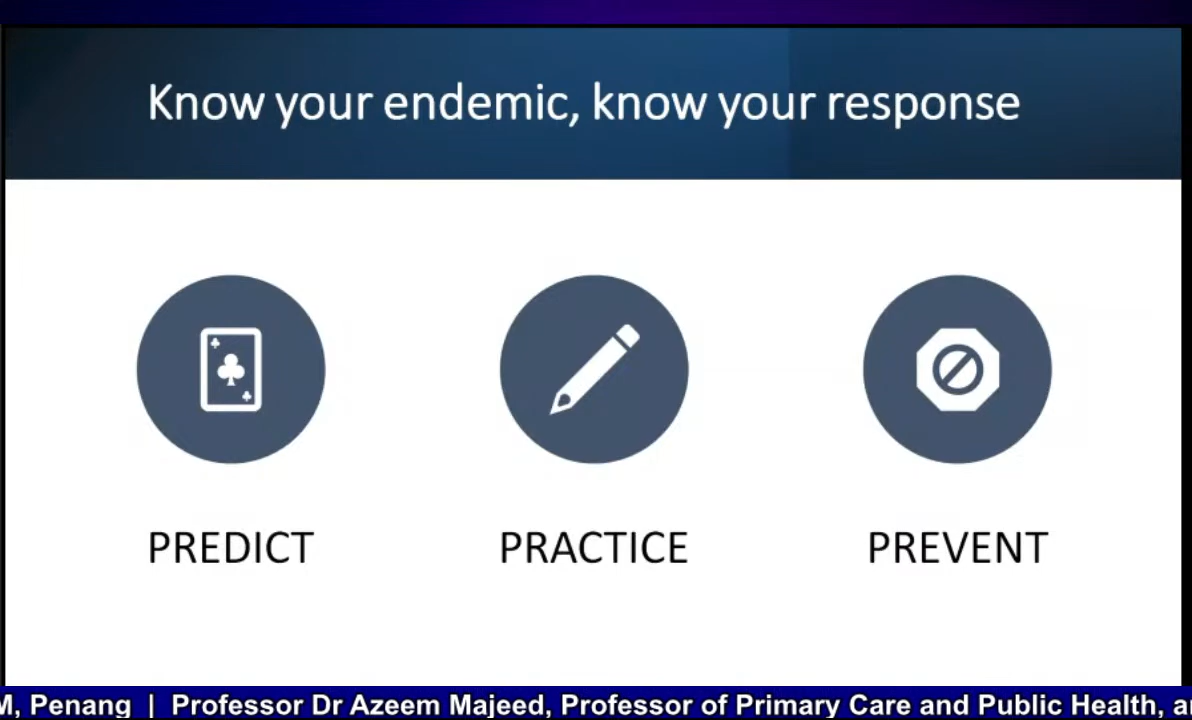 Know your endemic, know your response
PREDICT
PRACTICE
PREVENT
M, Penang | Professor Dr Azeem Majeed, Professor of Primary Care and Public Health, a